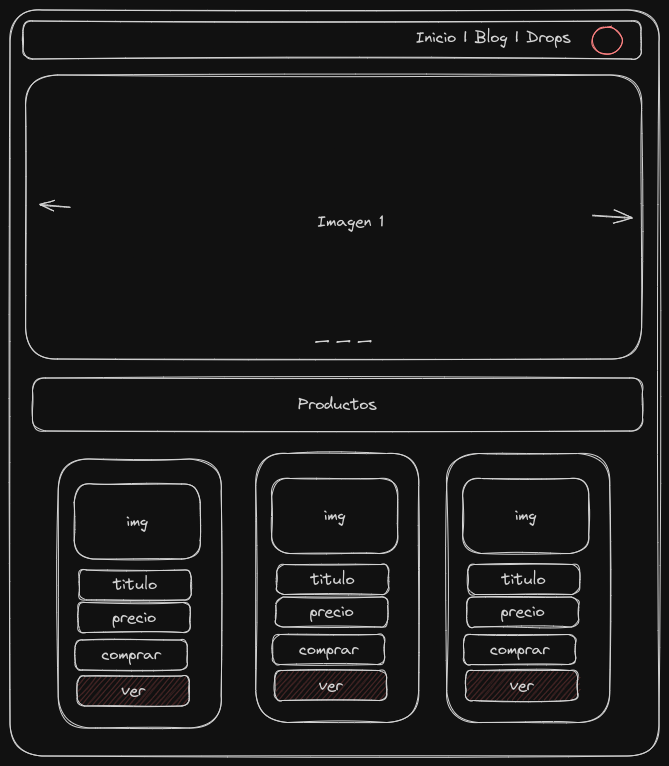 Inicio | Blog | Drops
Imagen 1
Productos
img
titulo
precio
comprar
ver
img
titulo
precio
comprar
ver
img
titulo
precio
comprar
ver